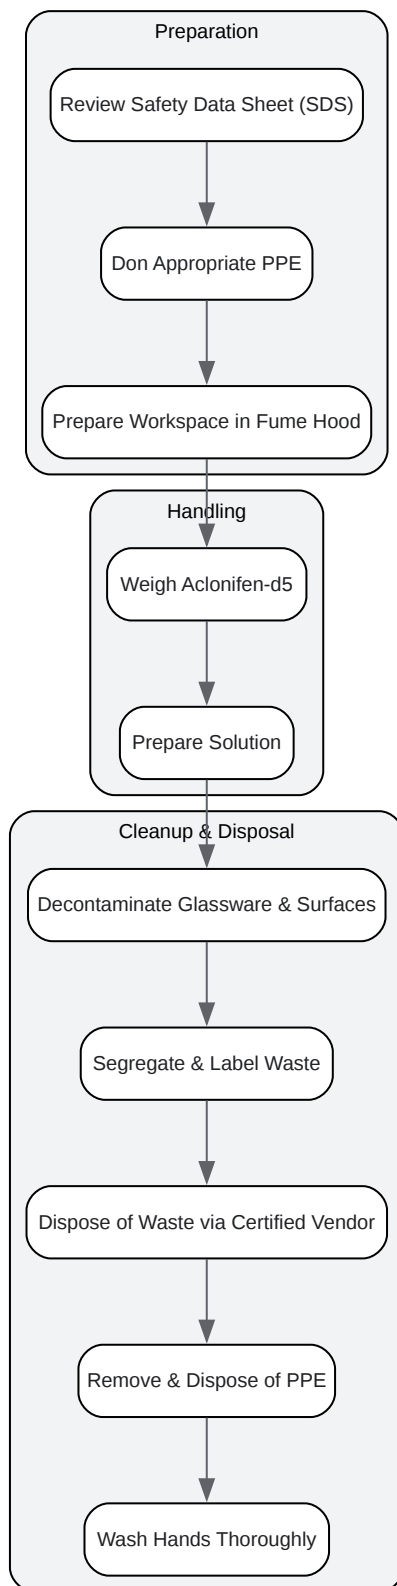 Preparation
Review Safety Data Sheet (SDS)
Don Appropriate PPE
Prepare Workspace in Fume Hood
Handling
Weigh Aclonifen-d5
Prepare Solution
Cleanup & Disposal
Decontaminate Glassware & Surfaces
Segregate & Label Waste
Dispose of Waste via Certified Vendor
Remove & Dispose of PPE
Wash Hands Thoroughly